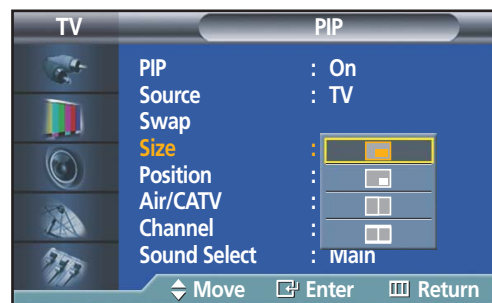 TV PIP
PIP : On
Source : TV
Swap
Size :
Position :
Air/CATV :
Channel :
Sound Select : Main
Move Enter Return